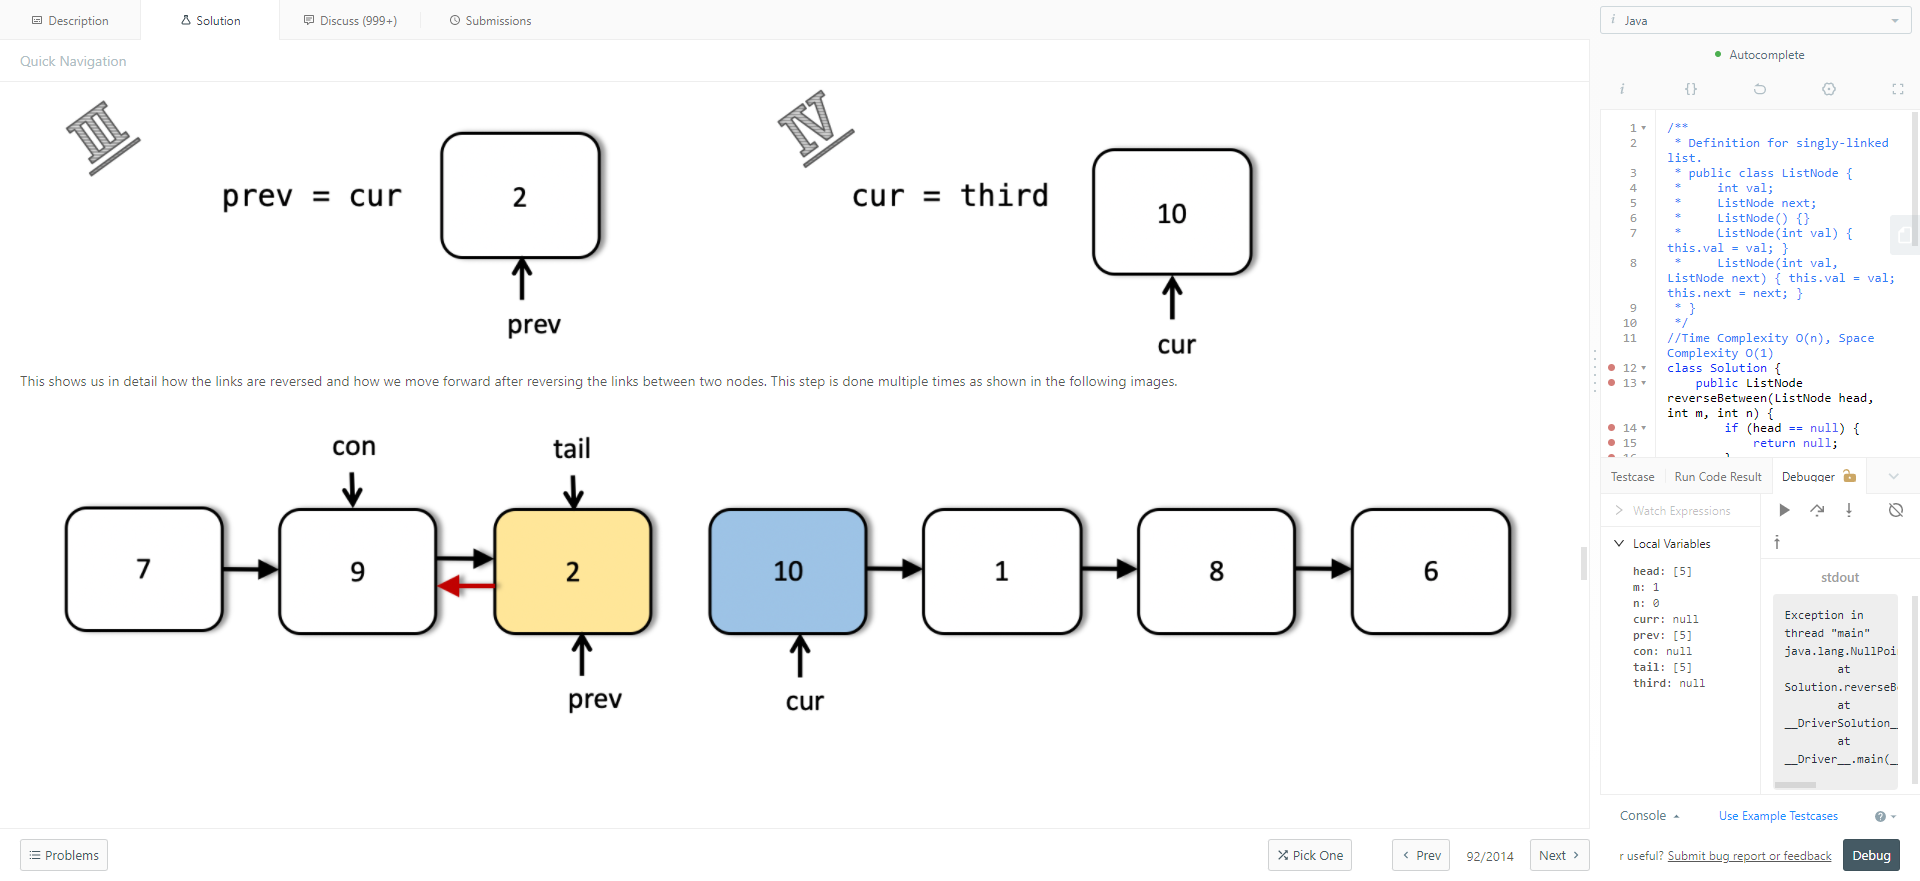 Description
Solution
Discuss (999+)
Submissions
Quick Navigation
III
prev = cur
2
prev
IV
cur = third
10
cur
This shows us in detail how the links are reversed and how we move forward after reversing the links between two nodes. This step is done multiple times as shown in the following images.
con
tail
7
9
2
10
1
8
6
prev
cur
Problems
Pick One
Prev
92/2014
Next
i Java
Autocomplete
i
{}
1 /**
2 * Definition for singly-linked
list.
3 * public class ListNode {
4 * int val;
5 * ListNode next;
6 * ListNode() {}
7 * ListNode(int val) {
this.val = val; }
8 * ListNode(int val,
ListNode next) { this.val = val;
this.next = next; }
9 * }
10 */
11 //Time Complexity O(n), Space
Complexity O(1)
12 class Solution {
13 public ListNode
reverseBetween(ListNode head,
int m, int n) {
14 if (head == null) {
15 return null;
Testcase
Run Code Result
Debugger
Watch Expressions
Local Variables
head: [5]
m: 1
n: 0
curr: null
prev: [5]
con: null
tail: [5]
third: null
stdout
Exception in
thread "main"
java.lang.NullPoi
at
Solution.reverseB
at
__DriverSolution_
at
__Driver__.main(_
Console
Use Example Testcases
r useful? Submit bug report or feedback
Debug